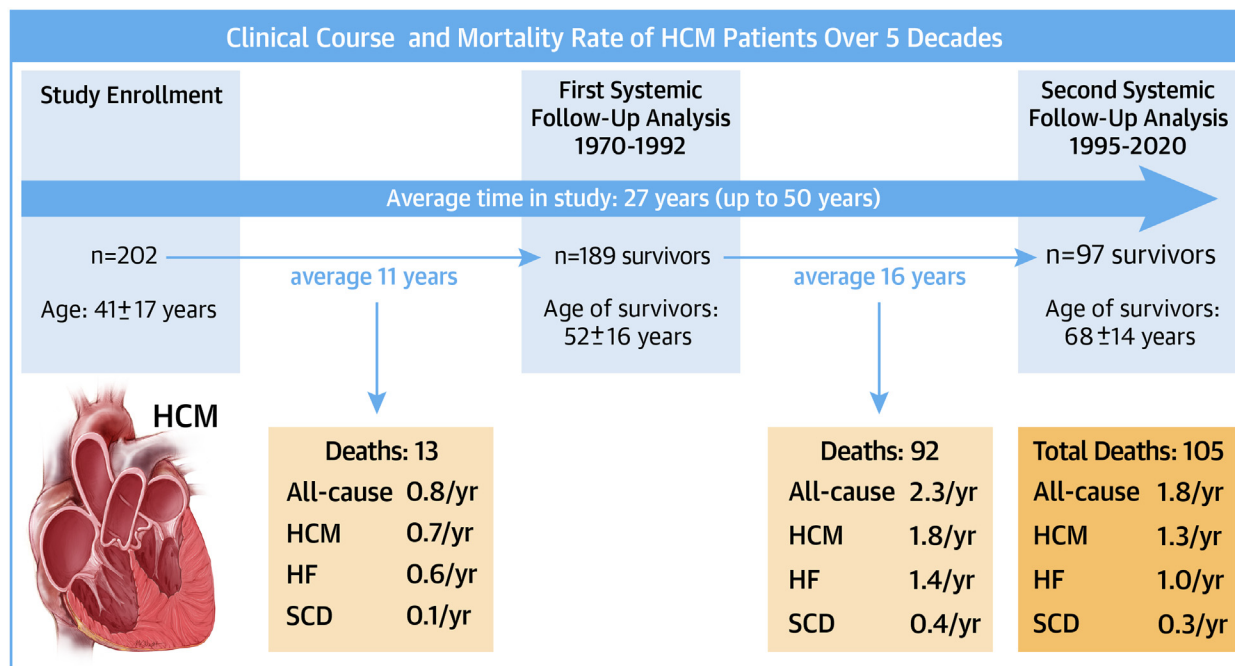 Clinical Course and Mortality Rate of HCM Patients Over 5 Decades
Study Enrollment
First Systemic
Follow-Up Analysis
1970-1992
Second Systemic
Follow-Up Analysis
1995-2020
Average time in study: 27 years (up to 50 years)
n=202
average 11 years
n=189 survivors
average 16 years
n=97 survivors
Age: 41±17 years
Age of survivors:
52±16 years
Age of survivors:
68±14 years
HCM
Deaths: 13
All-cause 0.8/yr
HCM 0.7/yr
HF 0.6/yr
SCD 0.1/yr
Deaths: 92
All-cause 2.3/yr
HCM 1.8/yr
HF 1.4/yr
SCD 0.4/yr
Total Deaths: 105
All-cause 1.8/yr
HCM 1.3/yr
HF 1.0/yr
SCD 0.3/yr